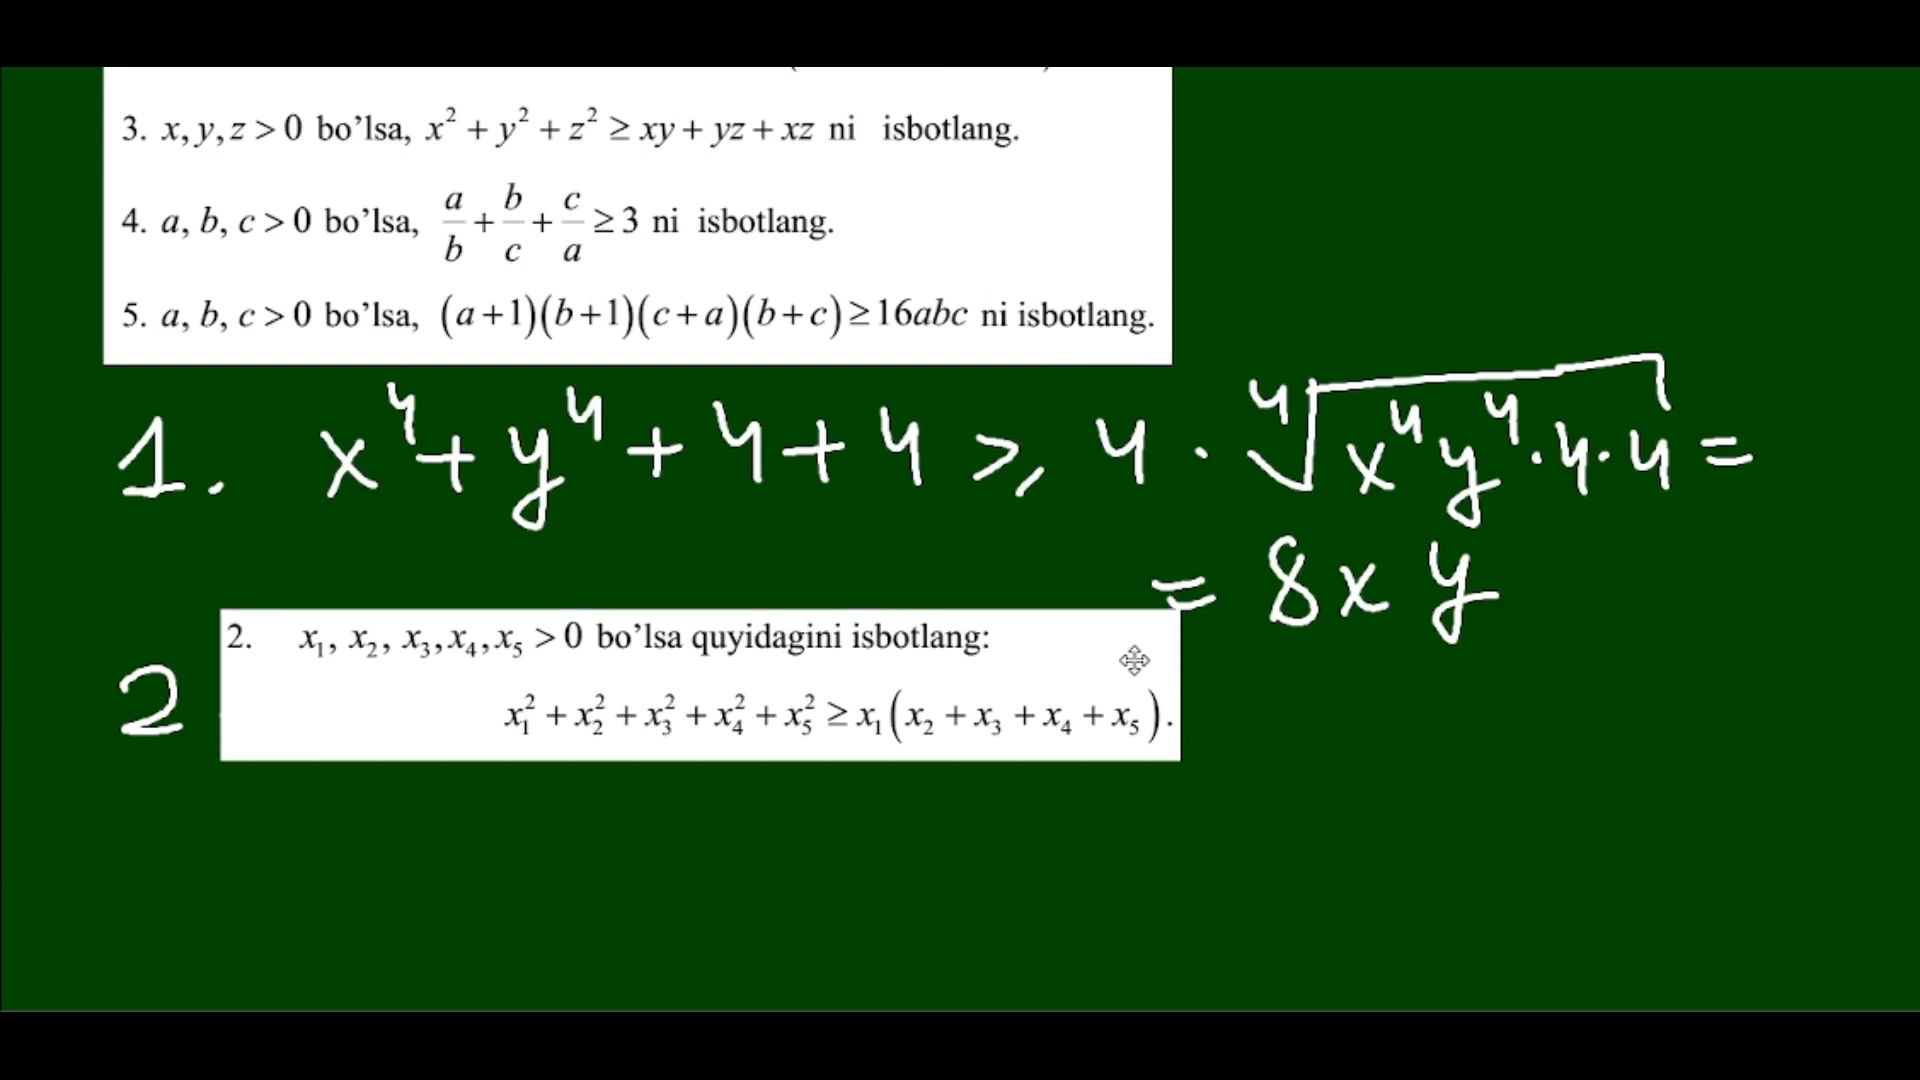 3. x, y, z > 0 bo’lsa, x² + y² + z² ≥ xy + yz + xz ni isbotlang.
4. a, b, c > 0 bo’lsa, a/b + b/c + c/a ≥ 3 ni isbotlang.
5. a, b, c > 0 bo’lsa, (a+1)(b+1)(c+a)(b+c) ≥ 16abc ni isbotlang.
1. x⁴ + y⁴ + 4 + 4 ≥ 4 · ⁴√(x⁴y⁴·4·4) =
= 8xy
2
2. x₁, x₂, x₃, x₄, x₅ > 0 bo’lsa quyidagini isbotlang:
x₁² + x₂² + x₃² + x₄² + x₅² ≥ x₁(x₂ + x₃ + x₄ + x₅).